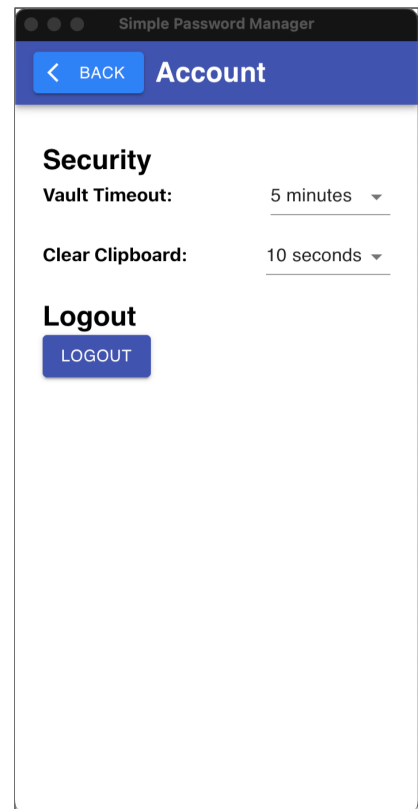 Simple Password Manager
BACK Account
Security
Vault Timeout: 5 minutes
Clear Clipboard: 10 seconds
Logout
LOGOUT